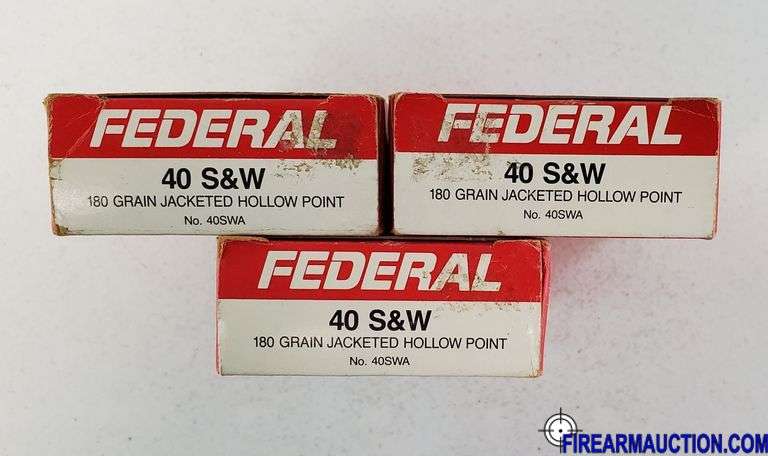 FEDERAL
40 S&W
180 GRAIN JACKETED HOLLOW POINT
No. 40SWA
FEDERAL
40 S&W
180 GRAIN JACKETED HOLLOW POINT
No. 40SWA
FEDERAL
40 S&W
180 GRAIN JACKETED HOLLOW POINT
No. 40SWA
FIREARMAUCTION.COM